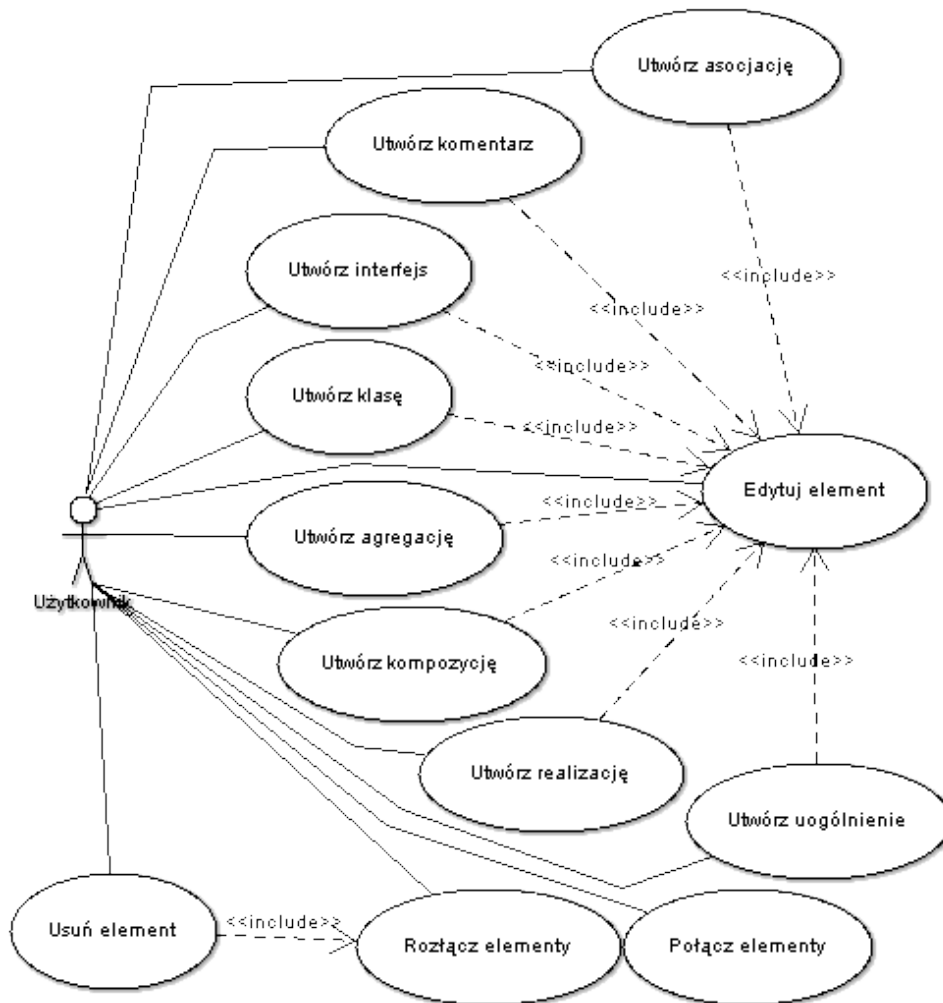 Utwórz asocjację
Utwórz komentarz
Utwórz interfejs
<<include>>
<<include>>
<<include>>
Utwórz klasę
<<include>>
Edytuj element
<<include>>
Utwórz agregację
<<include>>
Użytkownik
<<include>>
Utwórz kompozycję
<<include>>
Utwórz realizację
Utwórz uogólnienie
<<include>>
Usuń element
Rozłącz elementy
Połącz elementy